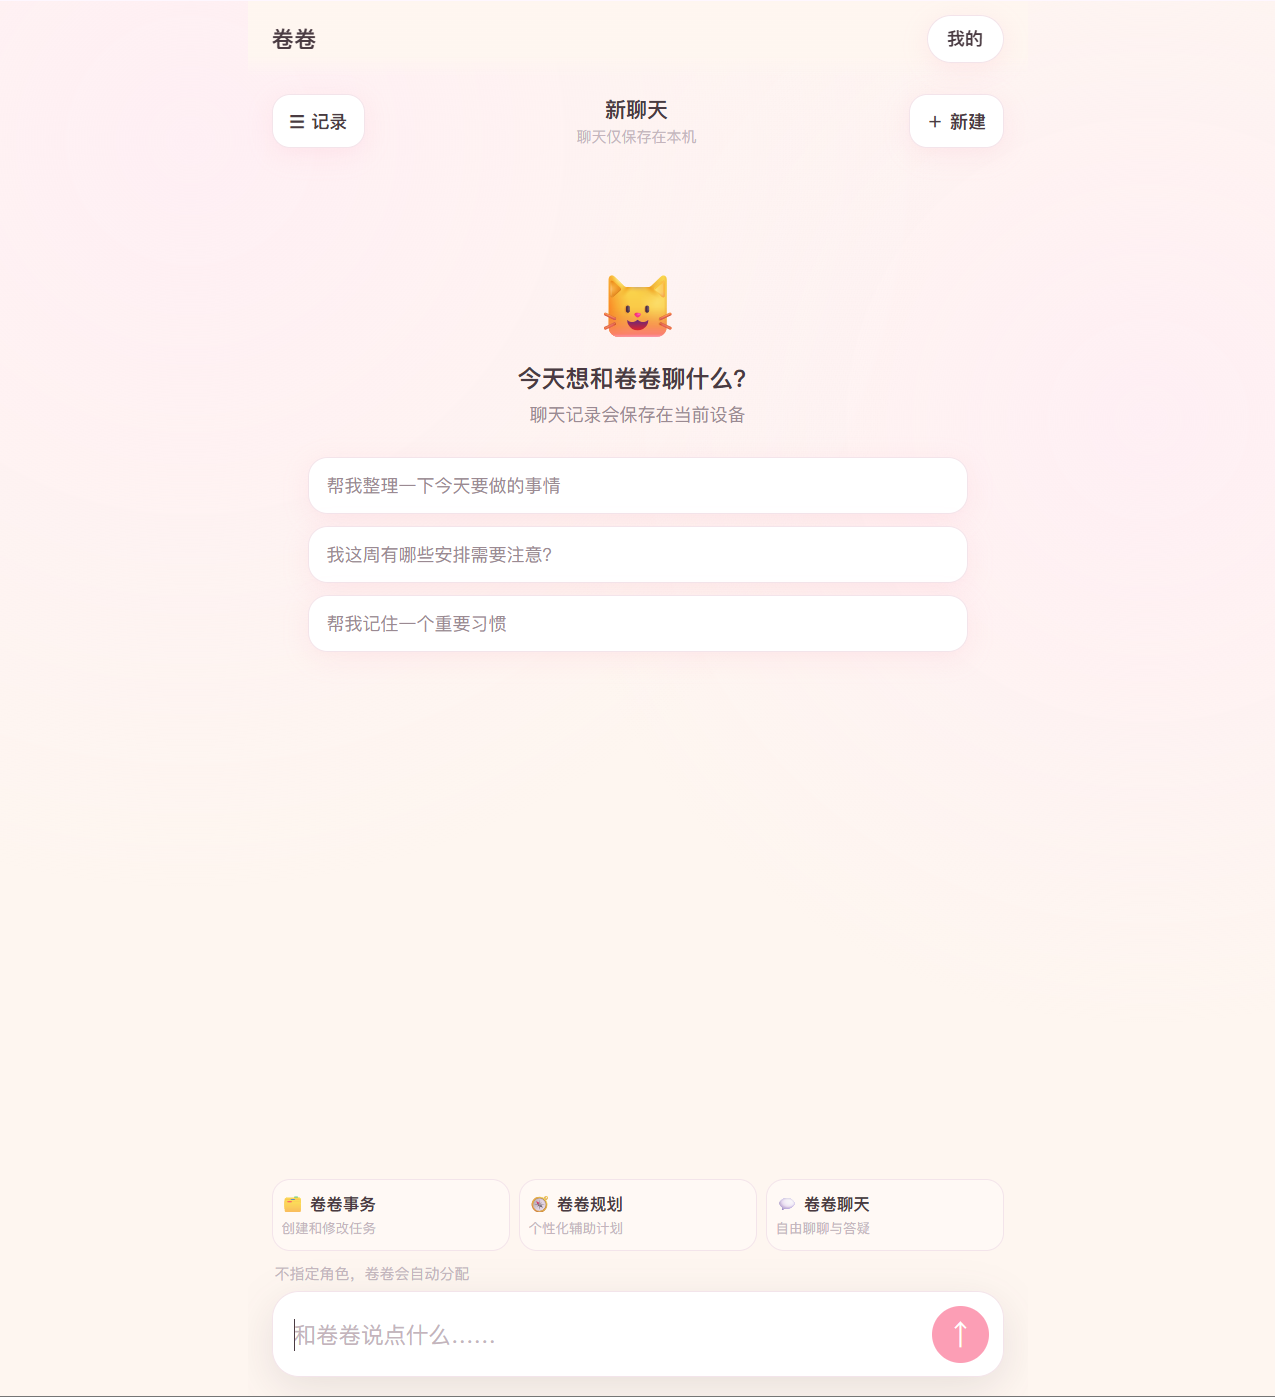 卷卷
我的
☰ 记录
新聊天
聊天仅保存在本机
＋ 新建
今天想和卷卷聊什么?
聊天记录会保存在当前设备
帮我整理一下今天要做的事情
我这周有哪些安排需要注意?
帮我记住一个重要习惯
卷卷事务
创建和修改任务
卷卷规划
个性化辅助计划
卷卷聊天
自由聊聊与答疑
不指定角色，卷卷会自动分配
和卷卷说点什么……